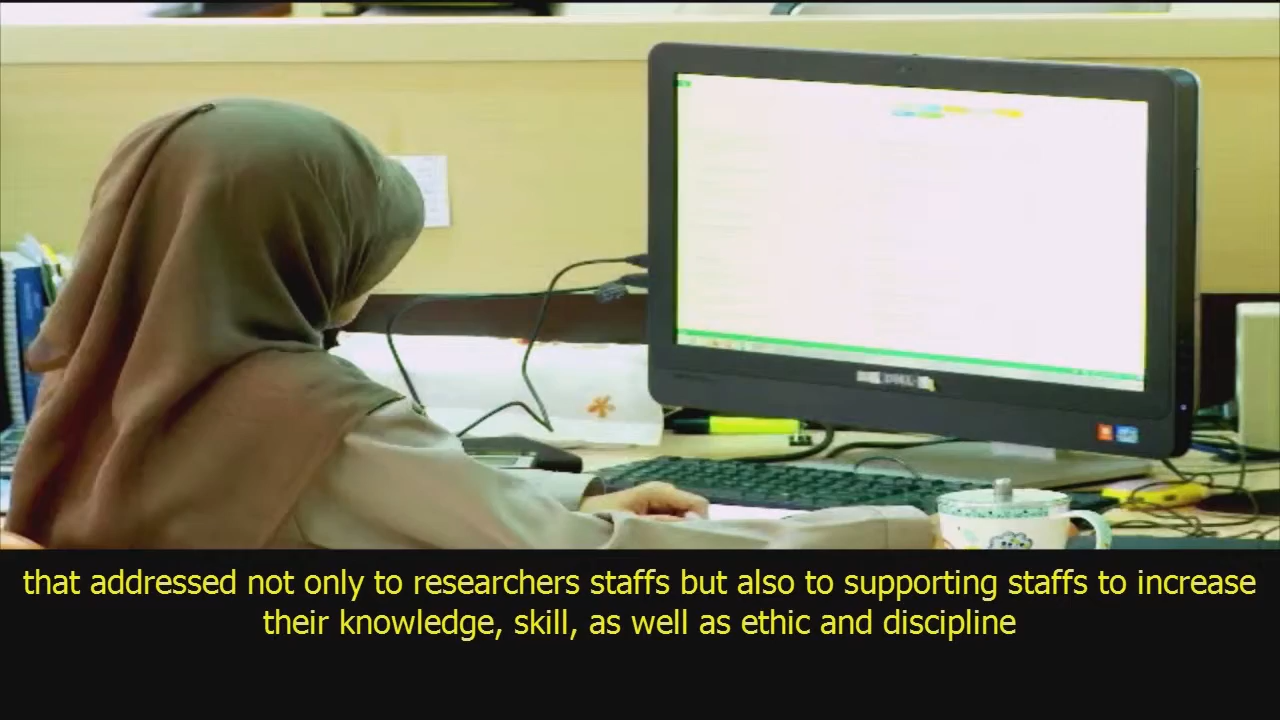 that addressed not only to researchers staffs but also to supporting staffs to increase
their knowledge, skill, as well as ethic and discipline